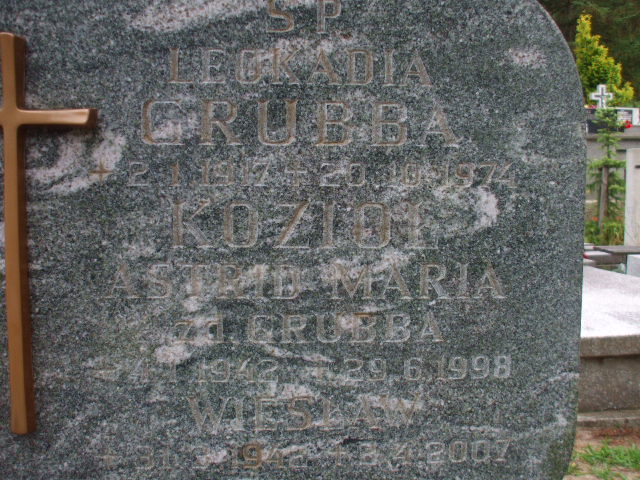 SP
LEOKADIA
GRUBBA
* 2.1.1917 + 20.10.1974
KOZIOŁ
ASTRID MARIA
zd. GRUBBA
* 4.1.1942 + 29.6.1998
WIESŁAW
* 31. 1942 + 3.4.2007